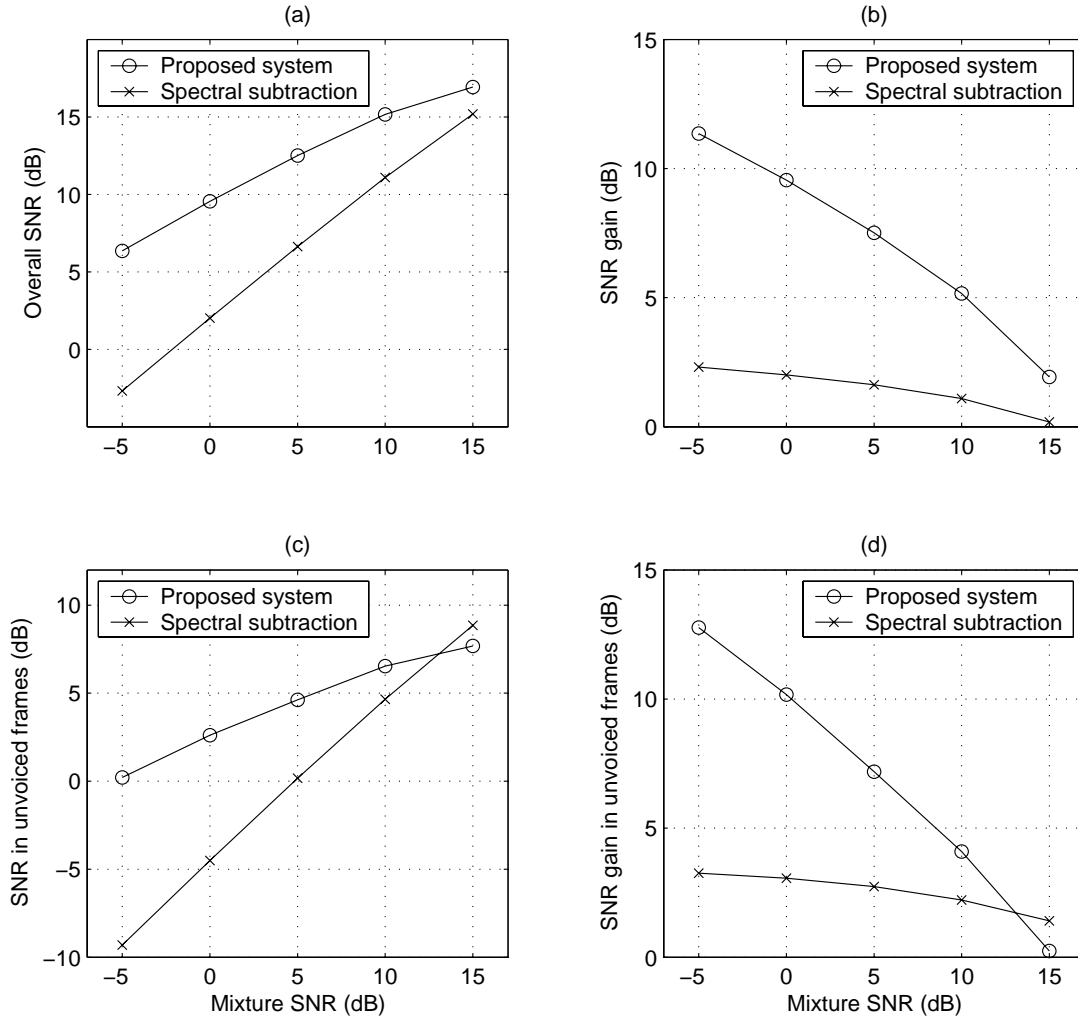 (a)
Proposed system
Spectral subtraction
Overall SNR (dB)
15
10
5
0
−5
0
5
10
15
(b)
Proposed system
Spectral subtraction
SNR gain (dB)
15
10
5
0
−5
0
5
10
15
(c)
Proposed system
Spectral subtraction
SNR in unvoiced frames (dB)
10
5
0
−5
−10
−5
0
5
10
15
Mixture SNR (dB)
(d)
Proposed system
Spectral subtraction
SNR gain in unvoiced frames (dB)
15
10
5
0
−5
0
5
10
15
Mixture SNR (dB)